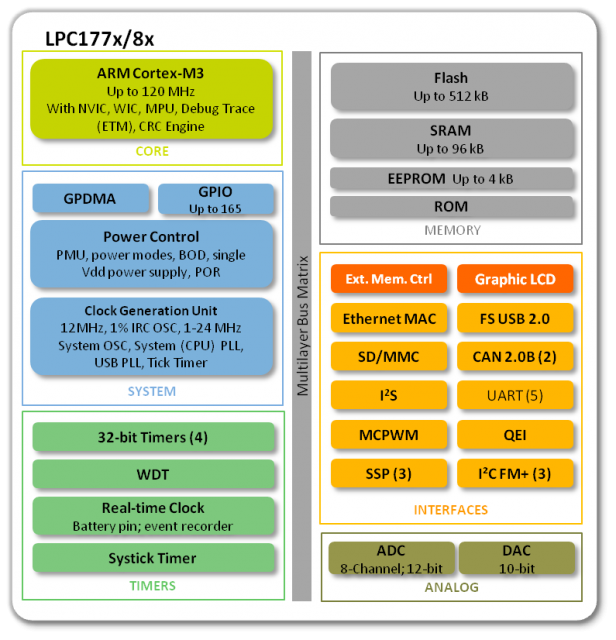 LPC177x/8x
ARM Cortex-M3
Up to 120 MHz
With NVIC, WIC, MPU, Debug Trace
(ETM), CRC Engine
CORE
GPDMA
GPIO
Up to 165
Power Control
PMU, power modes, BOD, single
Vdd power supply, POR
Clock Generation Unit
12MHz, 1% IRC OSC, 1-24 MHz
System OSC, System (CPU) PLL,
USB PLL, Tick Timer
SYSTEM
32-bit Timers (4)
WDT
Real-time Clock
Battery pin; event recorder
Systick Timer
TIMERS
Multilayer Bus Matrix
Flash
Up to 512 kB
SRAM
Up to 96 kB
EEPROM Up to 4 kB
ROM
MEMORY
Ext. Mem. Ctrl
Graphic LCD
Ethernet MAC
FS USB 2.0
SD/MMC
CAN 2.0B (2)
I²S
UART (5)
MCPWM
QEI
SSP (3)
I²C FM+ (3)
INTERFACES
ADC
8-Channel; 12-bit
DAC
10-bit
ANALOG